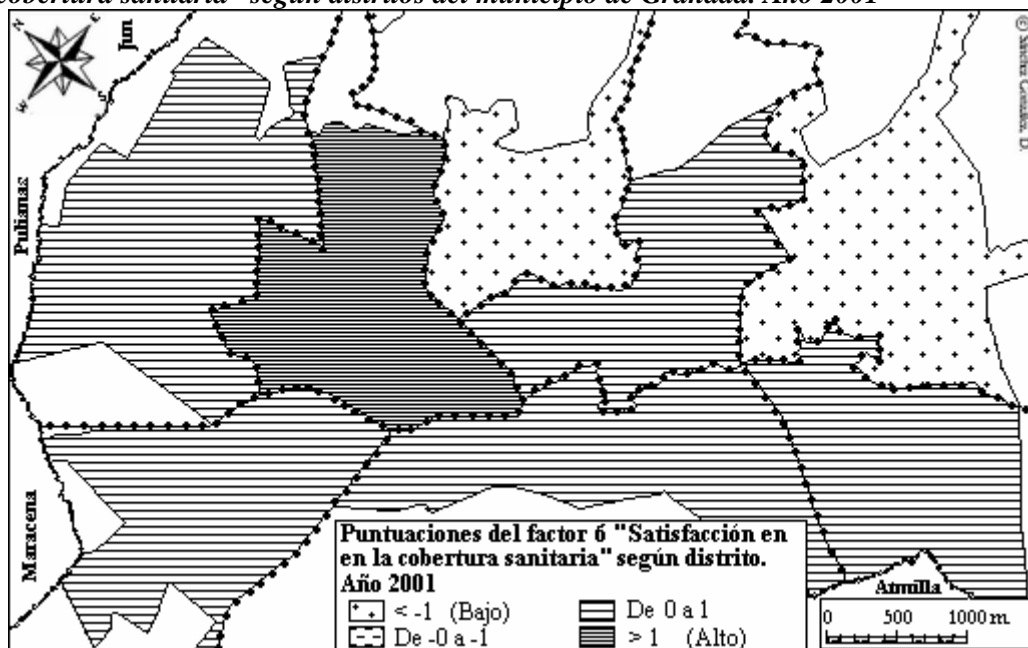 cobertura sanitaria" según distritos del municipio de Granada. Año 2001
N
E
W
S
Jun
© Sánchez González, D.
Pulianas
Maracena
Puntuaciones del factor 6 "Satisfacción en
en la cobertura sanitaria" según distrito.
Año 2001
< -1 (Bajo)
De 0 a 1
De -0 a -1
> 1 (Alto)
Atmilla
0 500 1000 m.